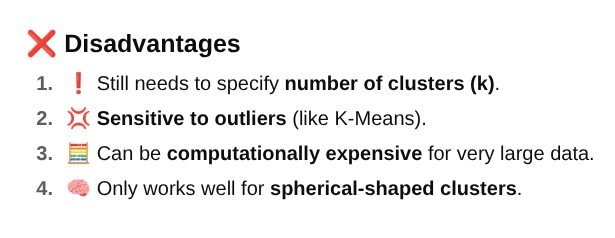 ❌ Disadvantages
1. ❗ Still needs to specify number of clusters (k).
2. 💢 Sensitive to outliers (like K-Means).
3. 🧮 Can be computationally expensive for very large data.
4. 🧠 Only works well for spherical-shaped clusters.